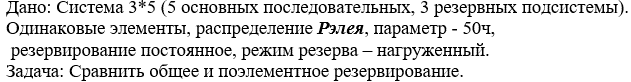 Дано: Система 3*5 (5 основных последовательных, 3 резервных подсистемы).
Одинаковые элементы, распределение Рэлея, параметр - 50ч,
резервирование постоянное, режим резерва – нагруженный.
Задача: Сравнить общее и поэлементное резервирование.